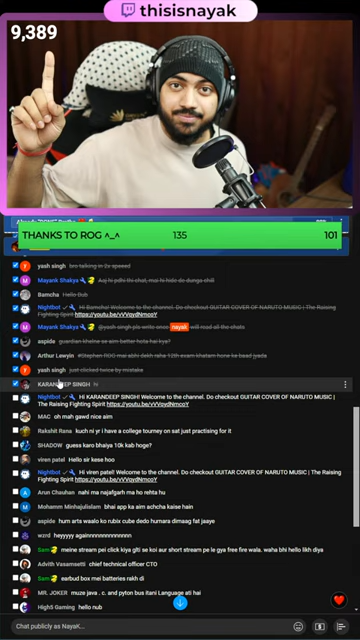 thisisnayak
9,389
THANKS TO ROG ^_^ 135 101
yash singh bro talking in 2x speeed
Mayank Shakya Aaj hi pdhi thi chat, mai hi hide dc dunga chill
Bamcha Hello Bub
Nightbot Hi Bamcha! Welcome to the channel. Do checkout GUITAR COVER OF NARUTO MUSIC | The Raising
Fighting Spirit https://youtu.be/vVVqydNmcoY
Mayank Shakya @yash singh pls write once nayak will read all the chats
aspide guardian khelre se aim better hota hai kya?
Arthur Lewyin #Stephen ROG mai abhi dekh raha 12th exam khatam hone ke baad jyada
yash singh just clicked twice by mistake
KARANDEEP SINGH hi
Nightbot Hi KARANDEEP SINGH! Welcome to the channel. Do checkout GUITAR COVER OF NARUTO MUSIC |
The Raising Fighting Spirit https://youtu.be/vVVqydNmcoY
MAC oh mah gawd nice aim
Rakshit Rana kuch ni yr i have a college tourney on sat just practising for it
SHADOW guess karo bhaiya 10k kab hoge?
viren patel Hello sir kese hoo
Nightbot Hi viren patel! Welcome to the channel. Do checkout GUITAR COVER OF NARUTO MUSIC | The Raising
Fighting Spirit https://youtu.be/vVVqydNmcoY
Arun Chauhan nahi ma najafgarh ma ho rehta hu
Mohamm Minhajulislam bhai app ka aim achcha kaise hain
aspide hum arts waalo ko rubix cube dedo humara dimaag fat jaaye
wzrd heyyyyy againnnnnnnnnnnnn
Sam meine stream pel click kiya gti se koi aur short stream pe le gya free fire wala. waha bhi hello likh diya
Advith Vasamsetti chief technical officer CTO
Sam earbud box mei batteries rakh di
MR. JOKER muze java . c. and pyton bus itani Language ati hai
High5 Gaming hello nub
Chat publicly as NayaK...